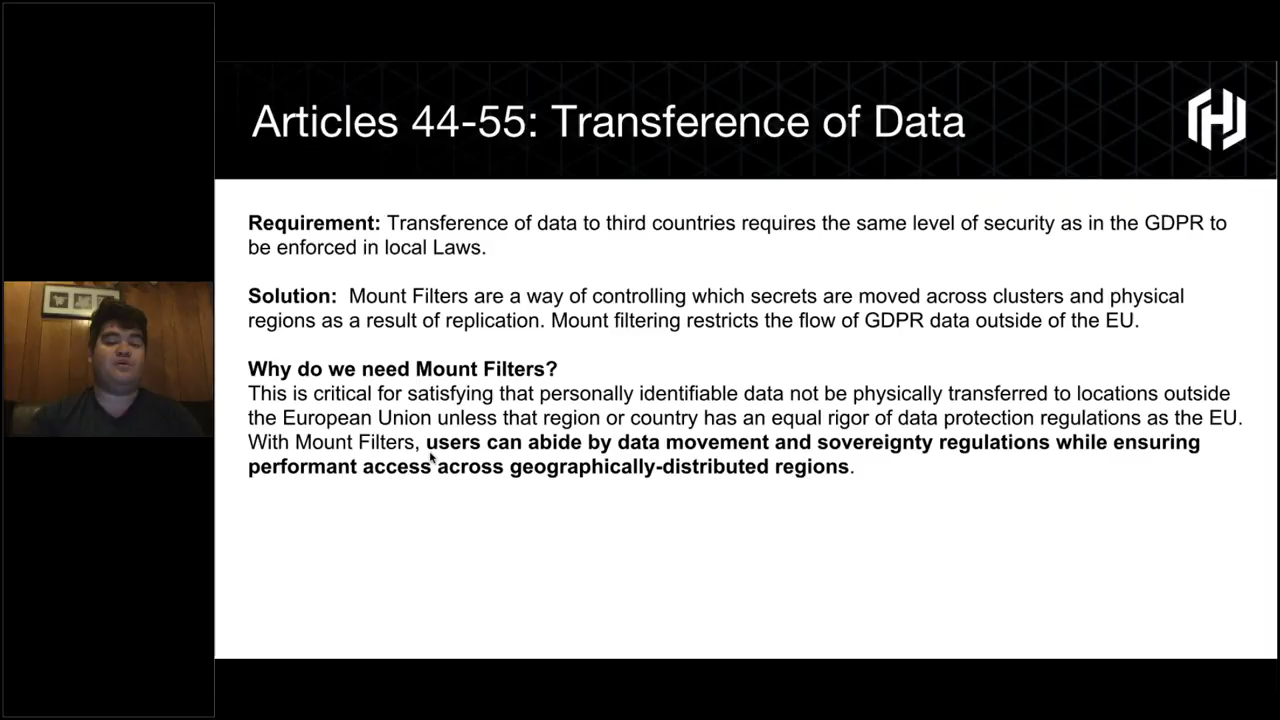 Articles 44-55: Transference of Data
Requirement: Transference of data to third countries requires the same level of security as in the GDPR to
be enforced in local Laws.
Solution: Mount Filters are a way of controlling which secrets are moved across clusters and physical
regions as a result of replication. Mount filtering restricts the flow of GDPR data outside of the EU.
Why do we need Mount Filters?
This is critical for satisfying that personally identifiable data not be physically transferred to locations outside
the European Union unless that region or country has an equal rigor of data protection regulations as the EU.
With Mount Filters, users can abide by data movement and sovereignty regulations while ensuring
performant access across geographically-distributed regions.